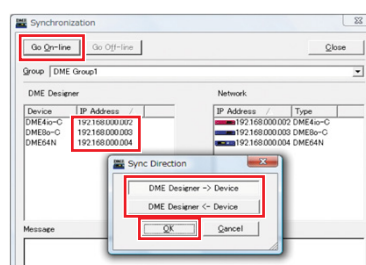 Synchronization
Go On-line Go Off-line Close
Group DME Group1
DME Designer Network
Device IP Address / IP Address / Type
DME4io-C 192.168.000.002 192.168.000.002 DME4io-C
DME8o-C 192.168.000.003 192.168.000.003 DME8o-C
DME64N 192.168.000.004 192.168.000.004 DME64N
Sync Direction
DME Designer -> Device
DME Designer <- Device
OK Cancel
Message